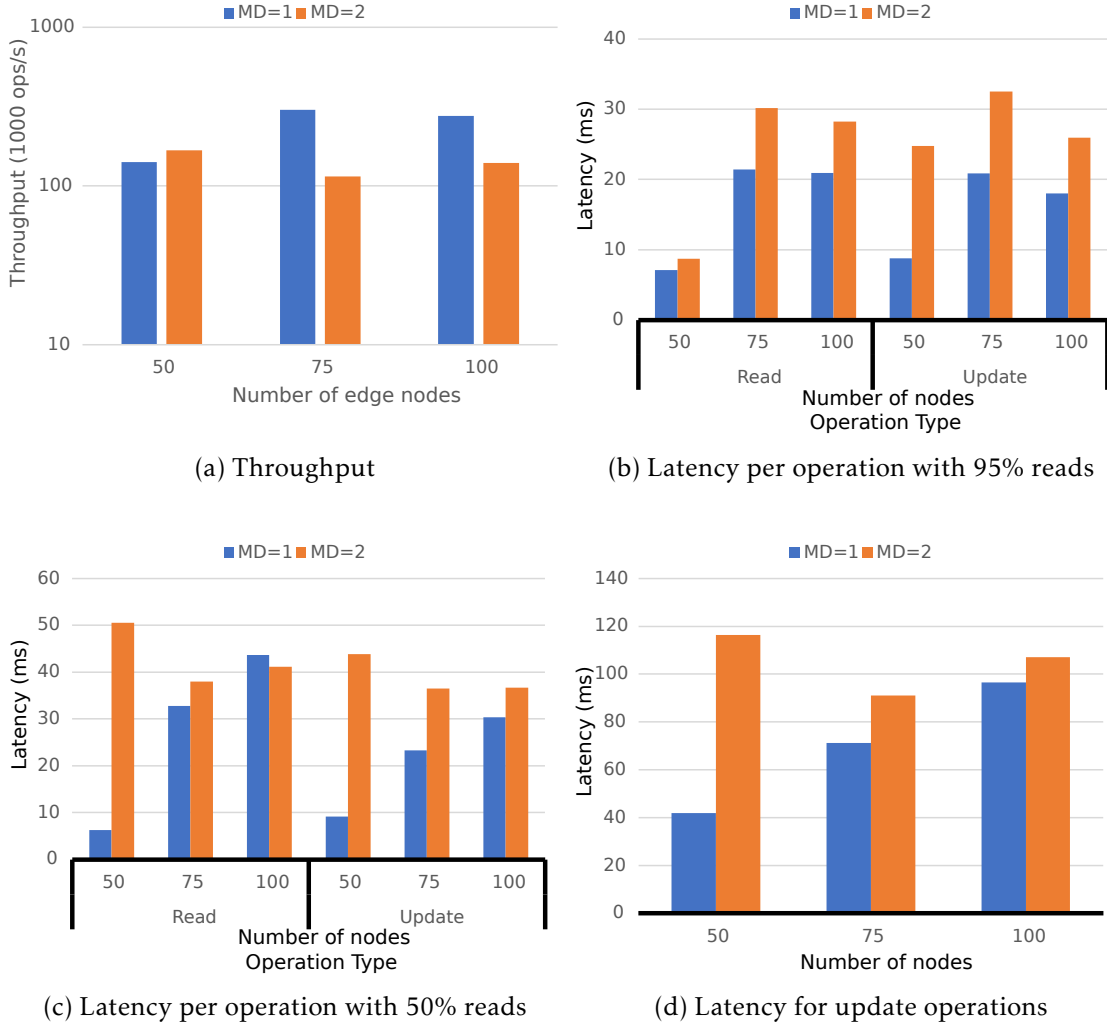 MD=1 MD=2
1000
100
10
Throughput (1000 ops/s)
50 75 100
Number of edge nodes
(a) Throughput
MD=1 MD=2
40
30
20
10
0
Latency (ms)
50 75 100 50 75 100
Read Update
Number of nodes
Operation Type
(b) Latency per operation with 95% reads
MD=1 MD=2
60
50
40
30
20
10
0
Latency (ms)
50 75 100 50 75 100
Read Update
Number of nodes
Operation Type
(c) Latency per operation with 50% reads
MD=1 MD=2
140
120
100
80
60
40
20
0
Latency (ms)
50 75 100
Number of nodes
(d) Latency for update operations